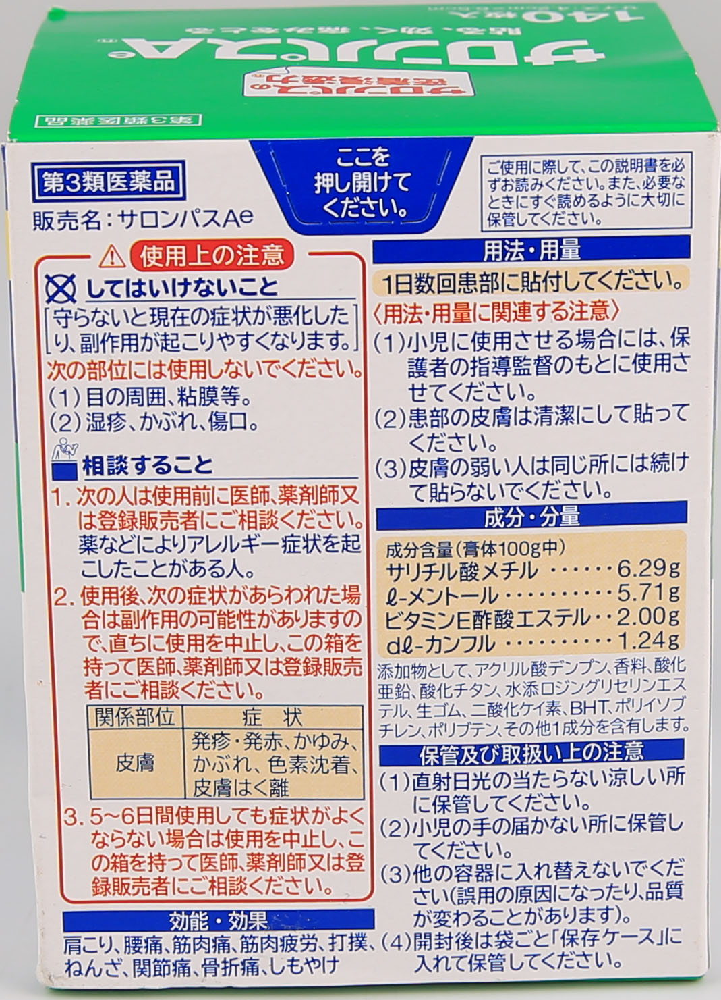 140枚入
サイズ:4.2cm×6.5cm
貼る、効く、痛みをとる
サロンパスAe®
サロンパスの®
第3類医薬品
ここを
押し開けて
ください。
第3類医薬品
販売名:サロンパスAe
ご使用に際して、この説明書を必
ずお読みください。また、必要な
ときにすぐ読めるように大切に
保管してください。
使用上の注意
してはいけないこと
守らないと現在の症状が悪化した
り、副作用が起こりやすくなります。
次の部位には使用しないでください。
(1)目の周囲、粘膜等。
(2)湿疹、かぶれ、傷口。
相談すること
1. 次の人は使用前に医師、薬剤師又
は登録販売者にご相談ください。
薬などによりアレルギー症状を起
こしたことがある人。
2. 使用後、次の症状があらわれた場
合は副作用の可能性がありますの
で、直ちに使用を中止し、この箱を
持って医師、薬剤師又は登録販売
者にご相談ください。
関係部位 症 状
皮膚 発疹・発赤、かゆみ、
かぶれ、色素沈着、
皮膚はく離
3. 5〜6日間使用しても症状がよく
ならない場合は使用を中止し、こ
の箱を持って医師、薬剤師又は登
録販売者にご相談ください。
効能・効果
肩こり、腰痛、筋肉痛、筋肉疲労、打撲、
ねんざ、関節痛、骨折痛、しもやけ
用法・用量
1日数回患部に貼付してください。
〈用法・用量に関連する注意〉
(1)小児に使用させる場合には、保
護者の指導監督のもとに使用さ
せてください。
(2)患部の皮膚は清潔にして貼って
ください。
(3)皮膚の弱い人は同じ所には続け
て貼らないでください。
成分・分量
成分含量(膏体100g中)
サリチル酸メチル ‥‥‥6.29g
ℓ-メントール‥‥‥‥‥5.71g
ビタミンE酢酸エステル‥2.00g
dℓ-カンフル‥‥‥‥‥1.24g
添加物として、アクリル酸デンプン、香料、酸化
亜鉛、酸化チタン、水添ロジングリセリンエス
テル、生ゴム、二酸化ケイ素、BHT、ポリイソブ
チレン、ポリブテン、その他1成分を含有します。
保管及び取扱い上の注意
(1)直射日光の当たらない涼しい所
に保管してください。
(2)小児の手の届かない所に保管し
てください。
(3)他の容器に入れ替えないでくだ
さい(誤用の原因になったり、品質
が変わることがあります)。
(4)開封後は袋ごと「保存ケース」に
入れて保管してください。